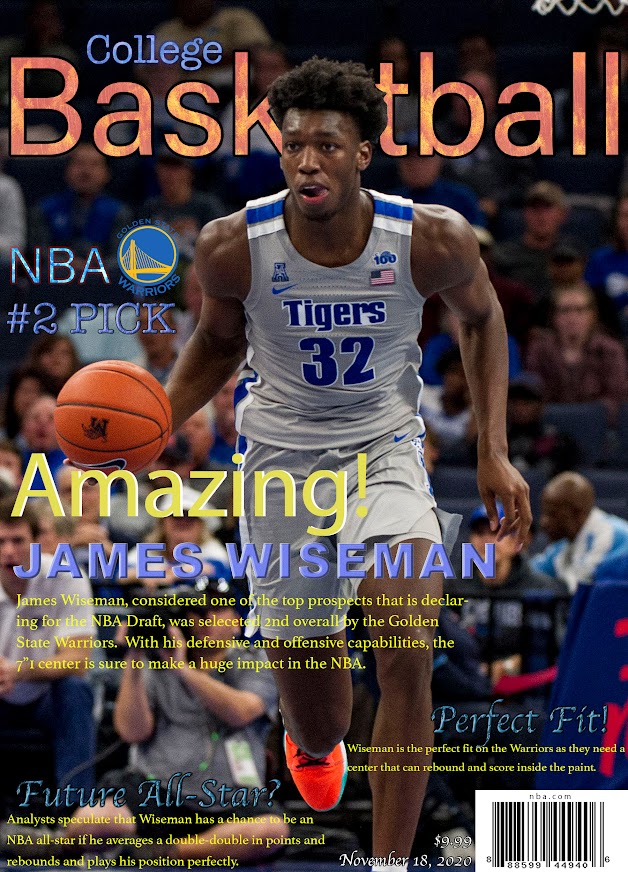 College
Basketball
GOLDEN STATE
WARRIORS
NBA
#2 PICK
100
Tigers
32
Amazing!
JAMES WISEMAN
James Wiseman, considered one of the top prospects that is declar-
ing for the NBA Draft, was seleceted 2nd overall by the Golden
State Warriors.  With his defensive and offensive capabilities, the
7"1 center is sure to make a huge impact in the NBA.
Perfect Fit!
Wiseman is the perfect fit on the Warriors as they need a
center that can rebound and score inside the paint.
Future All-Star?
Analysts speculate that Wiseman has a chance to be an
NBA all-star if he averages a double-double in points and
rebounds and plays his position perfectly.
$9.99
November 18, 2020
nba.com
8 88599 44940 6